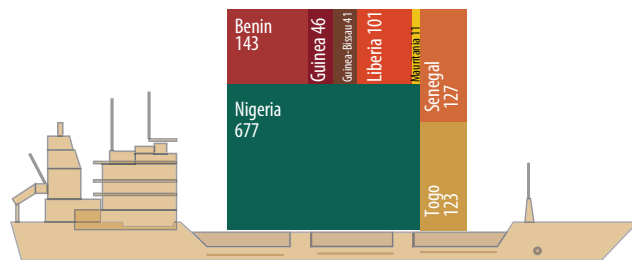 Benin
143
Guinea 46
Guinea-Bissau 41
Liberia 101
Mauritania 11
Senegal
127
Nigeria
677
Togo
123